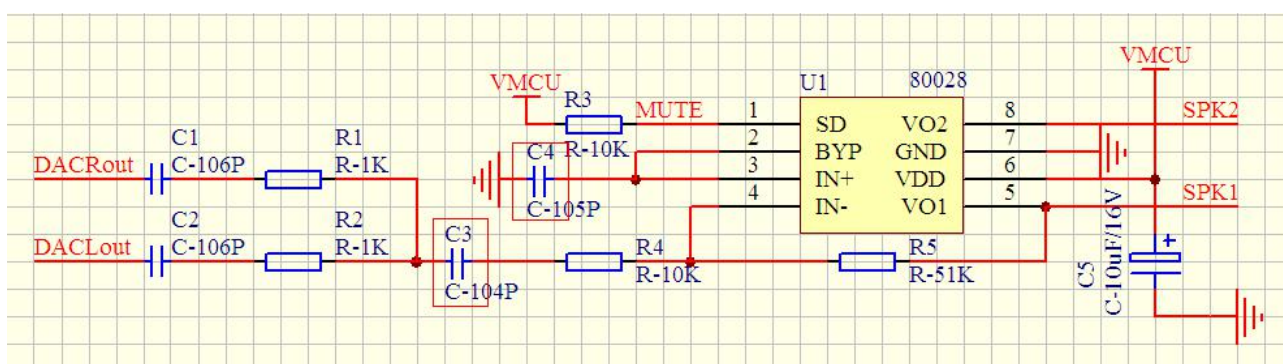 VMCU
U1
80028
VMCU
R3
MUTE
1
SD
VO2
8
SPK2
C1
C4
R-10K
2
BYP
GND
7
C-106P
R1
3
IN+
VDD
6
DACRout
R-1K
4
IN-
VO1
5
SPK1
C-105P
C2
R2
C3
R4
R5
DACLout
C-106P
R-1K
R-10K
R-51K
C-104P
C5
C-10uF/16V
+